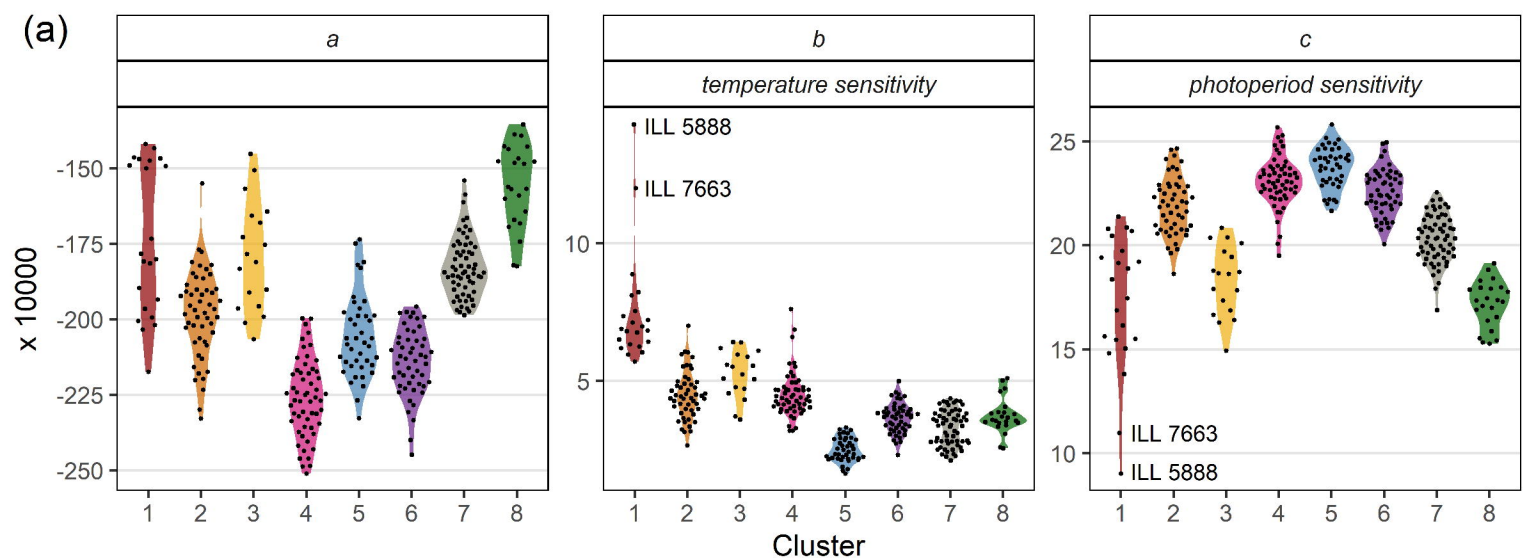 (a)
a
b
c
temperature sensitivity
photoperiod sensitivity
x 10000
-150
-175
-200
-225
-250
1 2 3 4 5 6 7 8
10
5
ILL 5888
ILL 7663
1 2 3 4 5 6 7 8
25
20
15
10
ILL 7663
ILL 5888
1 2 3 4 5 6 7 8
Cluster